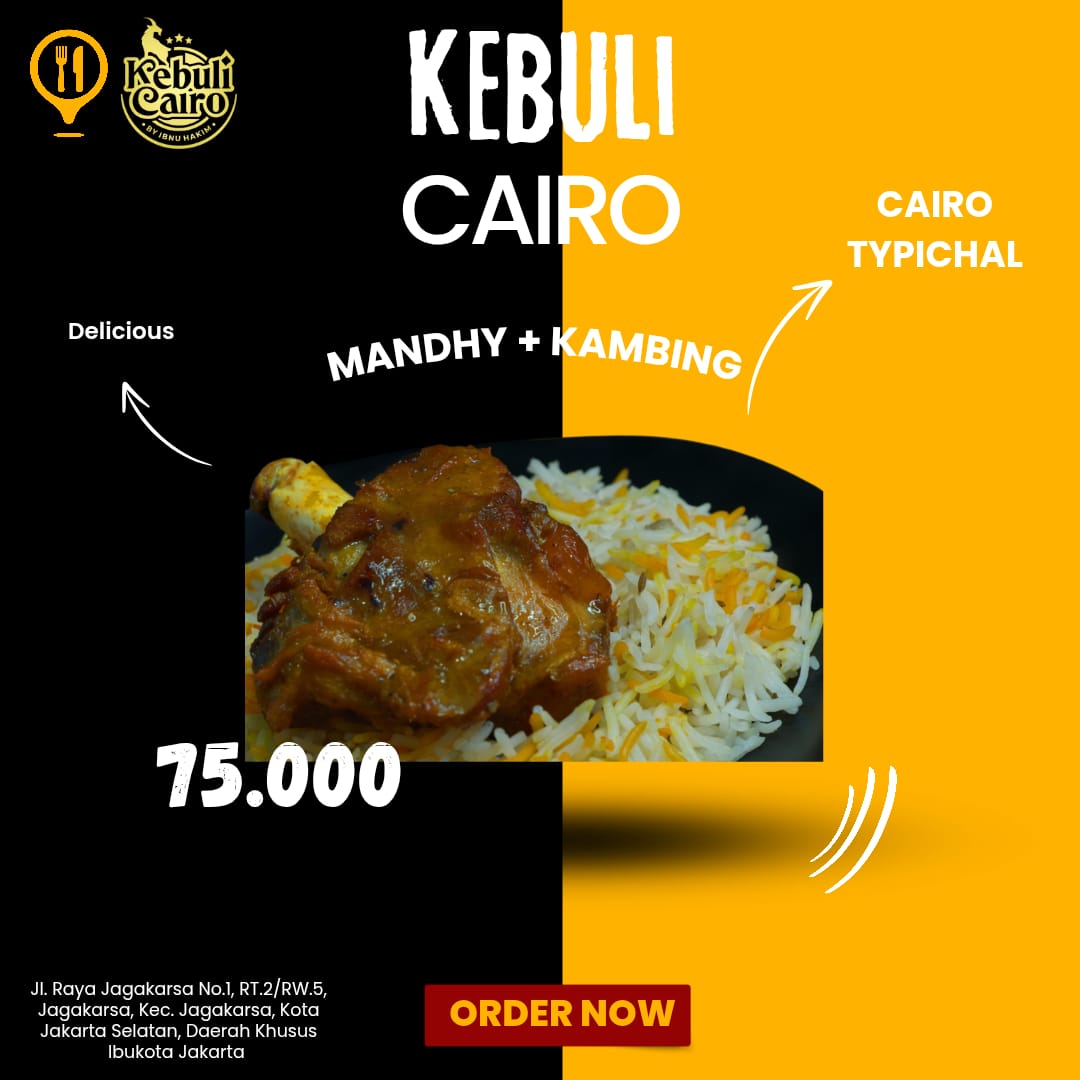 Kebuli
Cairo
• BY IBNU HAKIM •
KEBULI
CAIRO
CAIRO
TYPICHAL
Delicious
MANDHY + KAMBING
75.000
Jl. Raya Jagakarsa No.1, RT.2/RW.5,
Jagakarsa, Kec. Jagakarsa, Kota
Jakarta Selatan, Daerah Khusus
Ibukota Jakarta
ORDER NOW